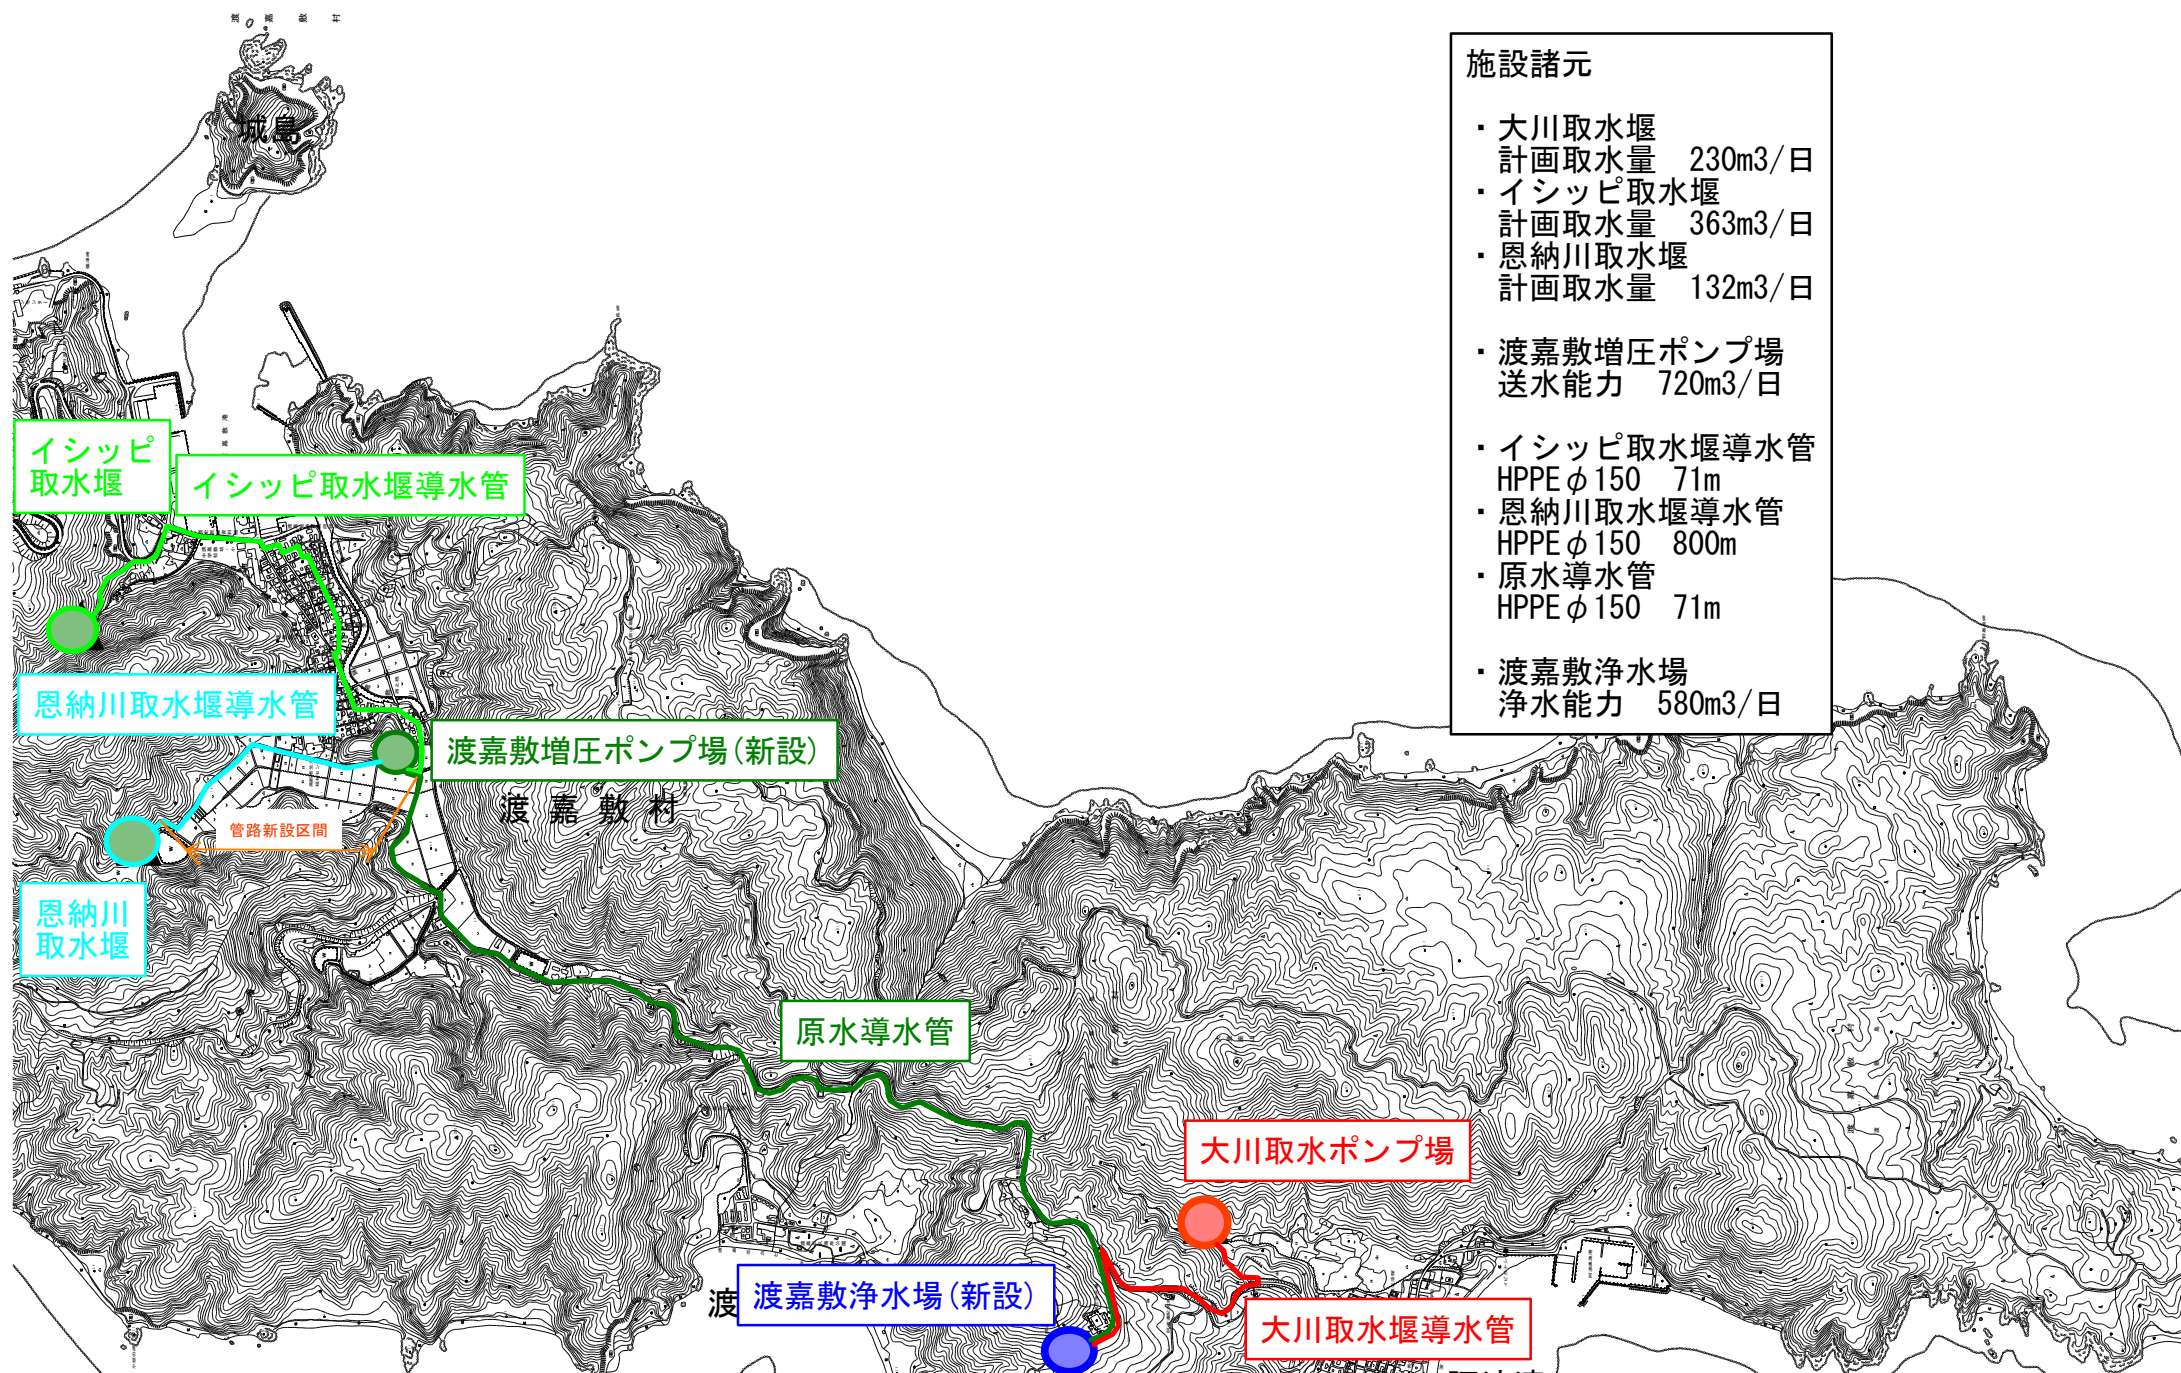 渡嘉敷村
城島
施設諸元
・大川取水堰
計画取水量　230m3/日
・イシッピ取水堰
計画取水量　363m3/日
・恩納川取水堰
計画取水量　132m3/日
・渡嘉敷増圧ポンプ場
送水能力　720m3/日
・イシッピ取水堰導水管
HPPEφ150　71m
・恩納川取水堰導水管
HPPEφ150　800m
・原水導水管
HPPEφ150　71m
・渡嘉敷浄水場
浄水能力　580m3/日
イシッピ
取水堰
イシッピ取水堰導水管
恩納川取水堰導水管
渡嘉敷増圧ポンプ場(新設)
渡嘉敷村
管路新設区間
恩納川
取水堰
原水導水管
大川取水ポンプ場
渡
渡嘉敷浄水場(新設)
大川取水堰導水管